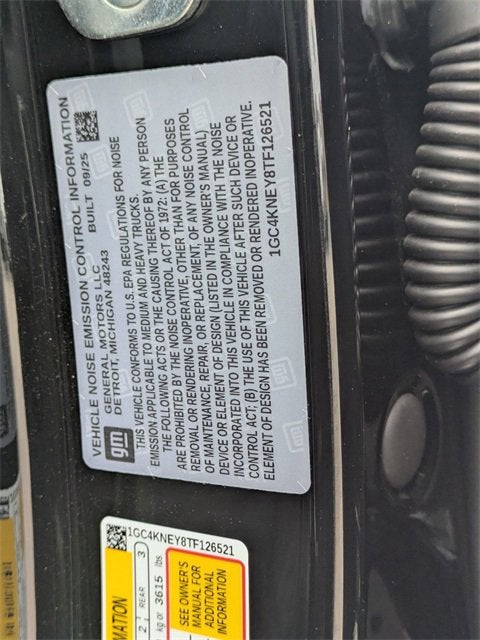 VEHICLE NOISE EMISSION CONTROL INFORMATION
GENERAL MOTORS LLC BUILT 09/25
DETROIT, MICHIGAN 48243
gm
THIS VEHICLE CONFORMS TO U.S. EPA REGULATIONS FOR NOISE
EMISSION APPLICABLE TO MEDIUM AND HEAVY TRUCKS.
THE FOLLOWING ACTS OR THE CAUSING THEREOF BY ANY PERSON
ARE PROHIBITED BY THE NOISE CONTROL ACT OF 1972: (A) THE
REMOVAL OR RENDERING INOPERATIVE, OTHER THAN FOR PURPOSES
OF MAINTENANCE, REPAIR, OR REPLACEMENT, OF ANY NOISE CONTROL
DEVICE OR ELEMENT OF DESIGN (LISTED IN THE OWNER'S MANUAL)
INCORPORATED INTO THIS VEHICLE IN COMPLIANCE WITH THE NOISE
CONTROL ACT; (B) THE USE OF THIS VEHICLE AFTER SUCH DEVICE OR
ELEMENT OF DESIGN HAS BEEN REMOVED OR RENDERED INOPERATIVE.
1GC4KNEY8TF126521
1GC4KNEY8TF126521
MATION
2 REAR 3
kg or 3615 lbs
SEE OWNER'S
MANUAL FOR
ADDITIONAL
INFORMATION